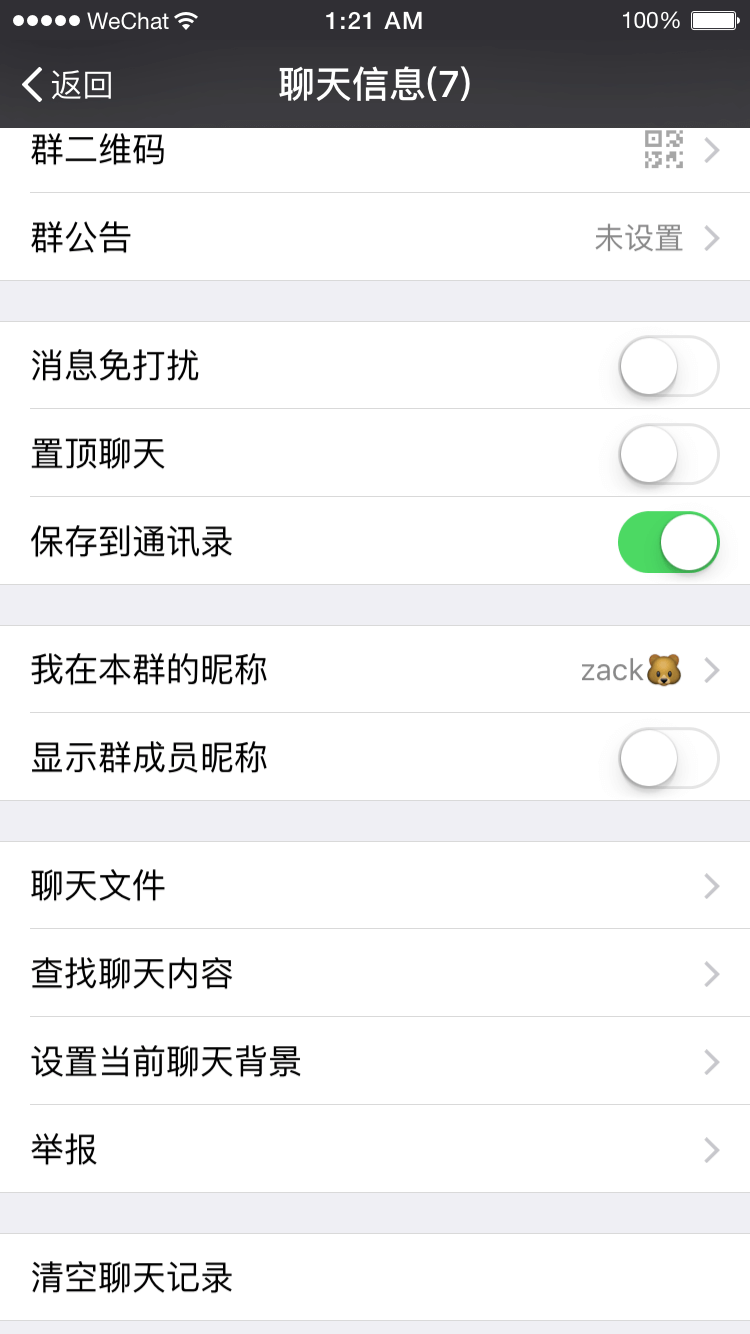 WeChat 1:21 AM 100%
返回 聊天信息(7)
群二维码
群公告 未设置
消息免打扰
置顶聊天
保存到通讯录
我在本群的昵称 zack🐻
显示群成员昵称
聊天文件
查找聊天内容
设置当前聊天背景
举报
清空聊天记录